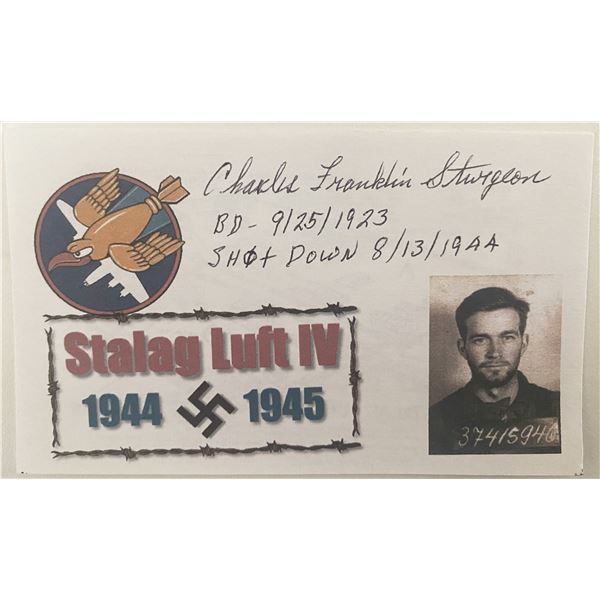 Charles Franklin Sturgeon
BD - 9/25/1923
SHOT DOWN 8/13/1944
Stalag Luft IV
1944 1945
37415940